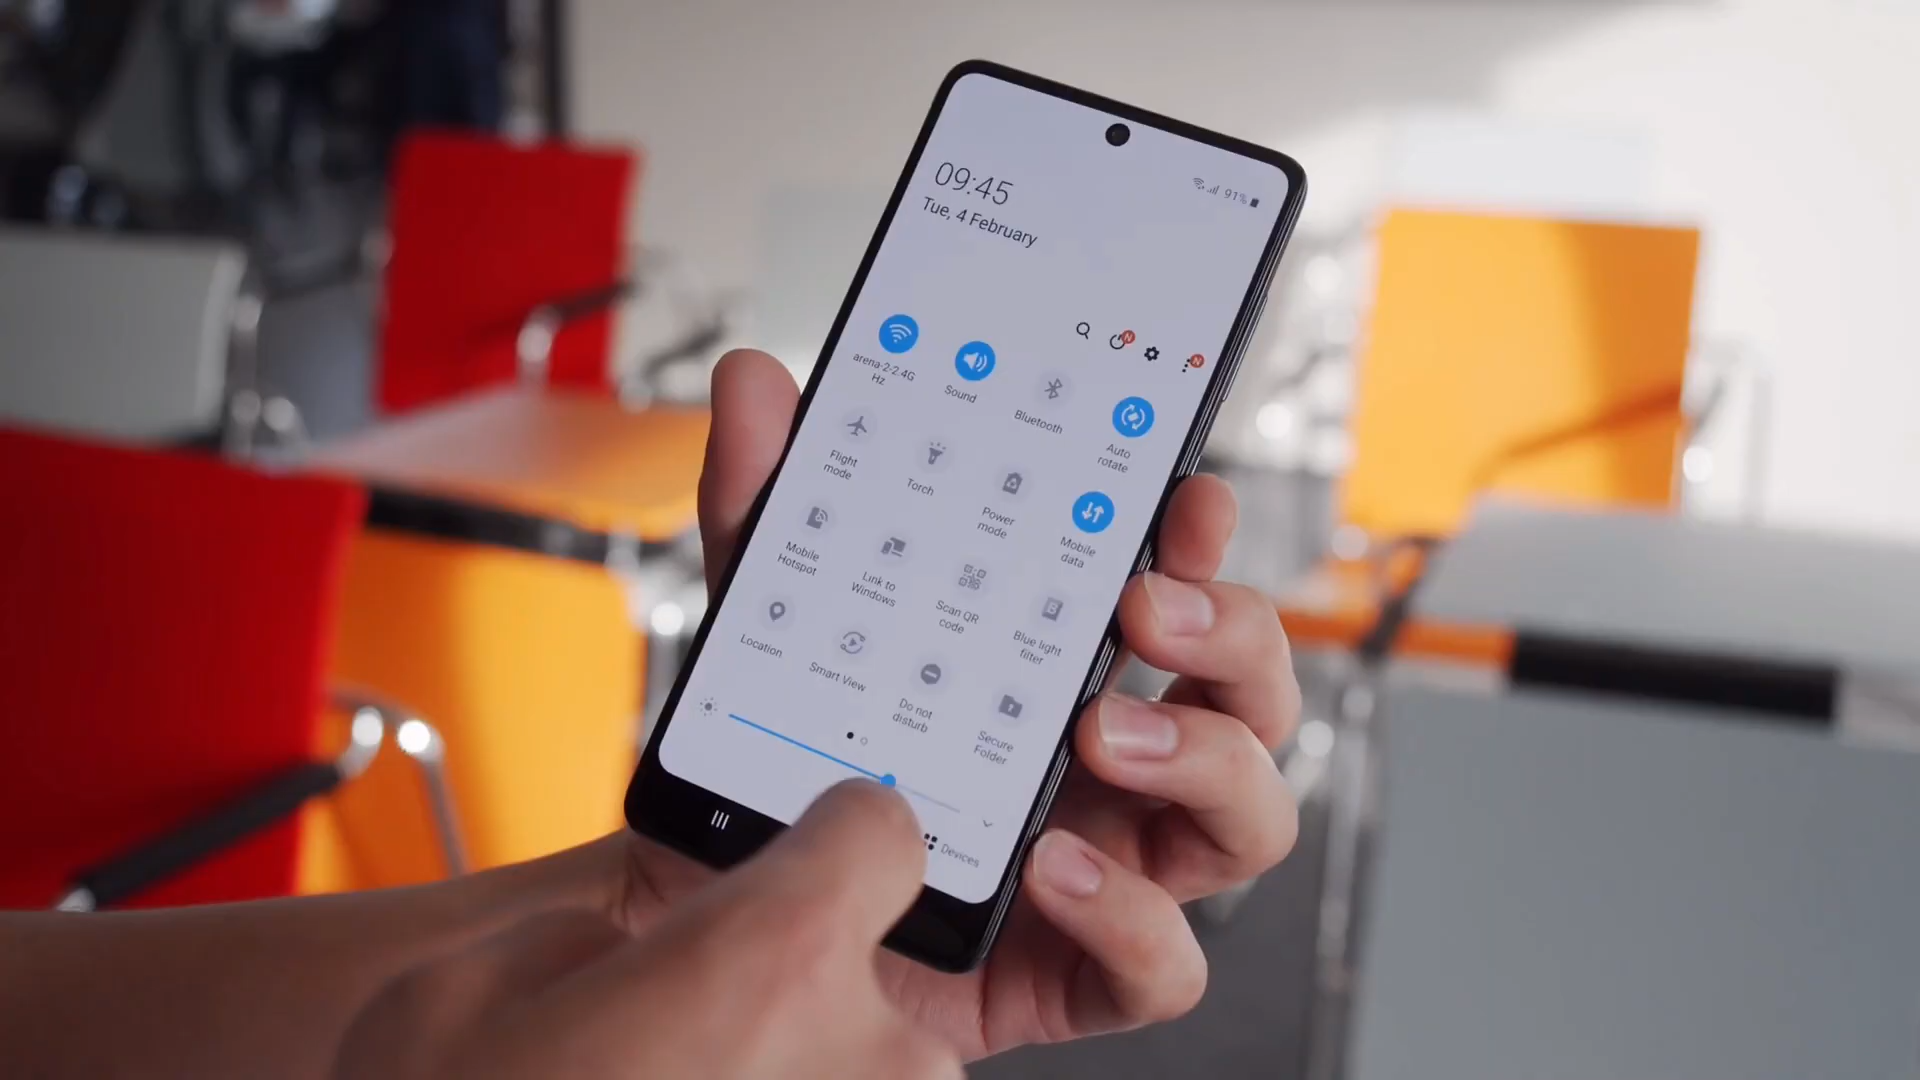 09:45
91%
Tue, 4 February
N
N
arena-2-2.4G
Hz
Sound
Bluetooth
Auto
rotate
Flight
mode
Torch
Power
mode
Mobile
data
Mobile
Hotspot
Link to
Windows
Scan QR
code
Blue light
filter
Location
Smart View
Do not
disturb
Secure
Folder
Devices